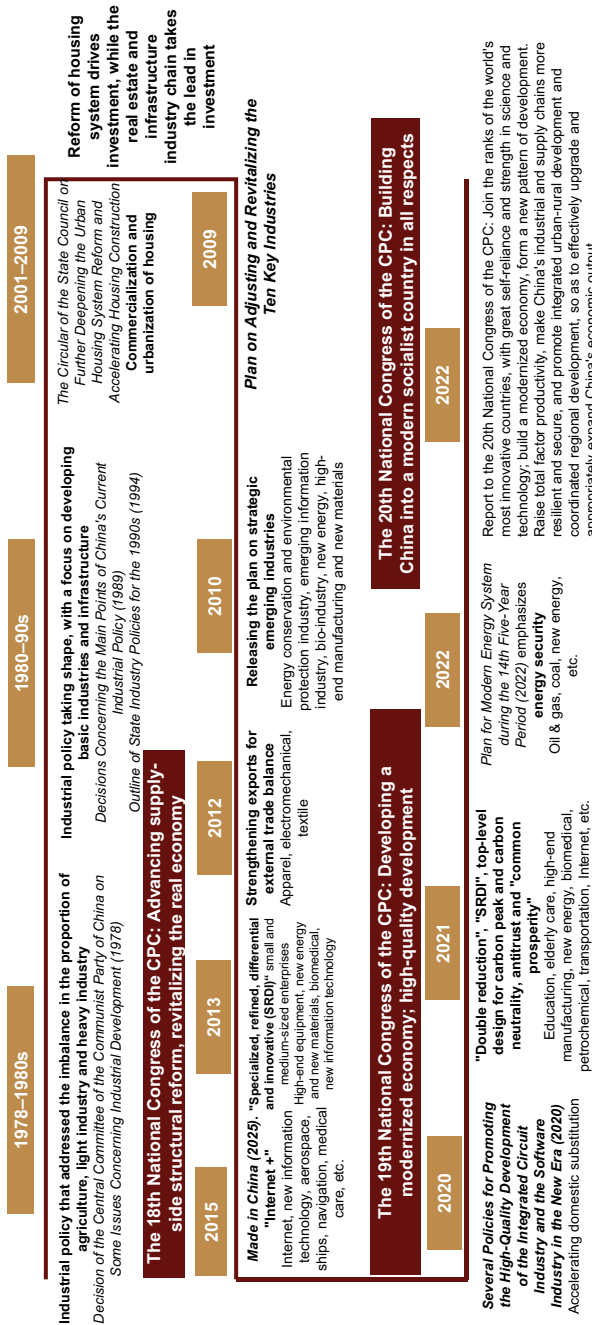 1978–1980s
Industrial policy that addressed the imbalance in the proportion of
agriculture, light industry and heavy industry
Decision of the Central Committee of the Communist Party of China on
Some Issues Concerning Industrial Development (1978)
1980–90s
Industrial policy taking shape, with a focus on developing
basic industries and infrastructure
Decisions Concerning the Main Points of China's Current
Industrial Policy (1989)
Outline of State Industry Policies for the 1990s (1994)
2001–2009
The Circular of the State Council on
Further Deepening the Urban
Housing System Reform and
Accelerating Housing Construction
Commercialization and
urbanization of housing
Reform of housing
system drives
investment, while the
real estate and
infrastructure
industry chain takes
the lead in
investment
2009
Plan on Adjusting and Revitalizing the
Ten Key Industries
2010
Releasing the plan on strategic
emerging industries
Energy conservation and environmental
protection industry, emerging information
industry, bio-industry, new energy, high-
end manufacturing and new materials
The 18th National Congress of the CPC: Advancing supply-
side structural reform, revitalizing the real economy
2012
Strengthening exports for
external trade balance
Apparel, electromechanical,
textile
2013
"Specialized, refined, differential
and innovative (SRDI)" small and
medium-sized enterprises
High-end equipment, new energy
and new materials, biomedical,
new information technology
2015
Made in China (2025).
"Internet +"
Internet, new information
technology, aerospace,
ships, navigation, medical
care, etc.
The 19th National Congress of the CPC: Developing a
modernized economy; high-quality development
2020
Several Policies for Promoting
the High-Quality Development
of the Integrated Circuit
Industry and the Software
Industry in the New Era (2020)
Accelerating domestic substitution
2021
"Double reduction", "SRDI", top-level
design for carbon peak and carbon
neutrality, antitrust and "common
prosperity"
Education, elderly care, high-end
manufacturing, new energy, biomedical,
petrochemical, transportation, Internet, etc.
2022
Plan for Modern Energy System
during the 14th Five-Year
Period (2022) emphasizes
energy security
Oil & gas, coal, new energy,
etc.
The 20th National Congress of the CPC: Building
China into a modern socialist country in all respects
2022
Report to the 20th National Congress of the CPC: Join the ranks of the world's
most innovative countries, with great self-reliance and strength in science and
technology; build a modernized economy, form a new pattern of development.
Raise total factor productivity, make China's industrial and supply chains more
resilient and secure, and promote integrated urban-rural development and
coordinated regional development, so as to effectively upgrade and
appropriately expand China's economic output